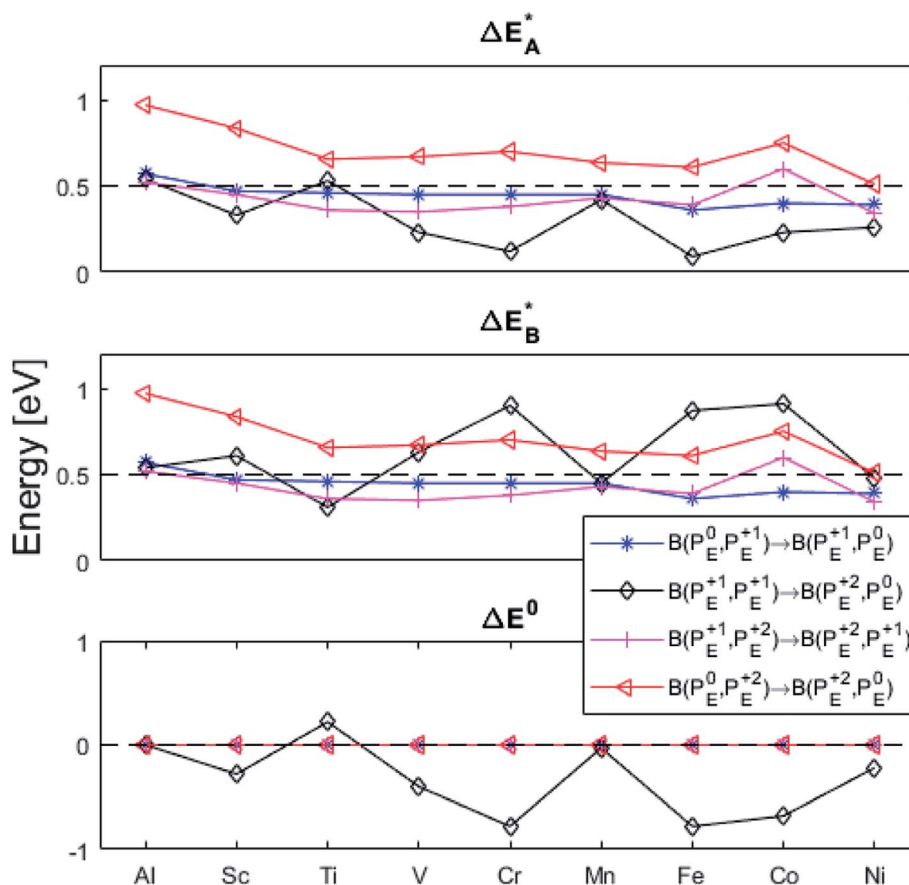 ΔE*A
1
0.5
0
ΔE*B
1
0.5
0
Energy [eV]
B(P⁰E,P⁺¹E)→B(P⁺¹E,P⁰E)
B(P⁺¹E,P⁺¹E)→B(P⁺²E,P⁰E)
B(P⁺¹E,P⁺²E)→B(P⁺²E,P⁺¹E)
B(P⁰E,P⁺²E)→B(P⁺²E,P⁰E)
ΔE⁰
1
0
-1
Al Sc Ti V Cr Mn Fe Co Ni